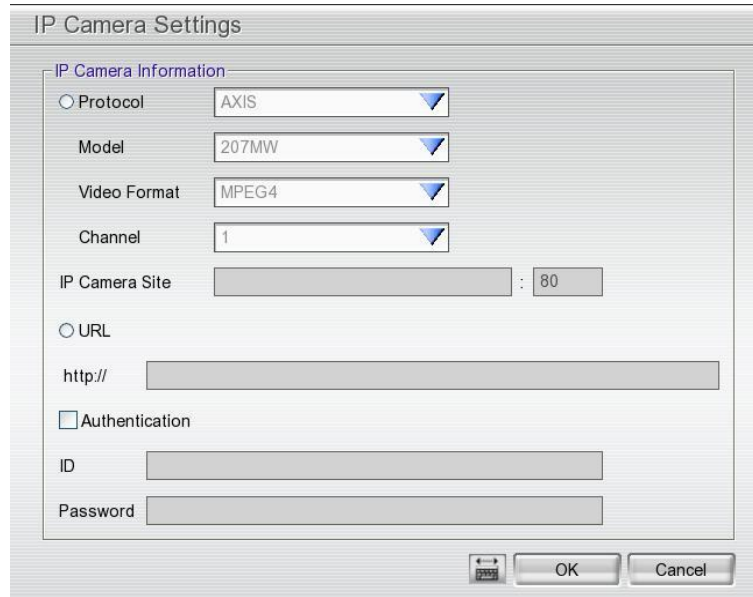 IP Camera Settings
IP Camera Information
Protocol AXIS
Model 207MW
Video Format MPEG4
Channel 1
IP Camera Site : 80
URL
http://
Authentication
ID
Password
OK Cancel